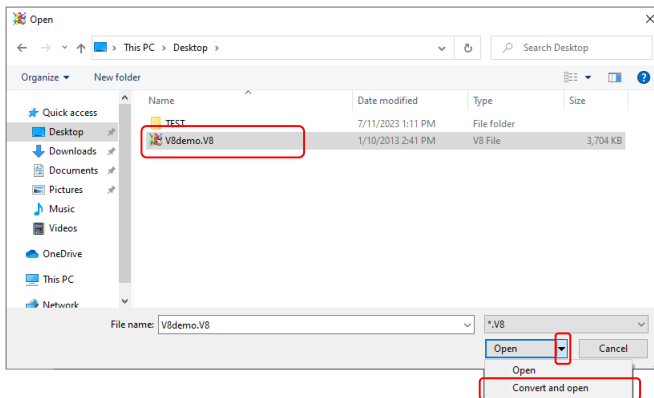 Open
This PC > Desktop >
Search Desktop
Organize
New folder
Name
Date modified
Type
Size
Quick access
TEST
7/11/2023 1:11 PM
File folder
Desktop
V8demo.V8
1/10/2013 2:41 PM
V8 File
3,704 KB
Downloads
Documents
Pictures
Music
Videos
OneDrive
This PC
Network
File name: V8demo.V8
*.V8
Open
Cancel
Open
Convert and open